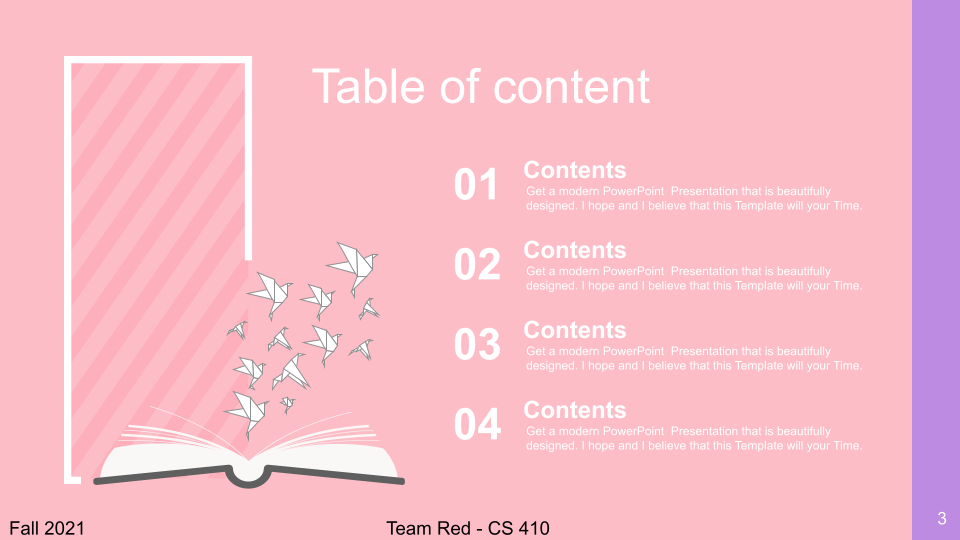 Table of content
01
Contents
Get a modern PowerPoint  Presentation that is beautifully
designed. I hope and I believe that this Template will your Time.
02
Contents
Get a modern PowerPoint  Presentation that is beautifully
designed. I hope and I believe that this Template will your Time.
03
Contents
Get a modern PowerPoint  Presentation that is beautifully
designed. I hope and I believe that this Template will your Time.
04
Contents
Get a modern PowerPoint  Presentation that is beautifully
designed. I hope and I believe that this Template will your Time.
Fall 2021
Team Red - CS 410
3